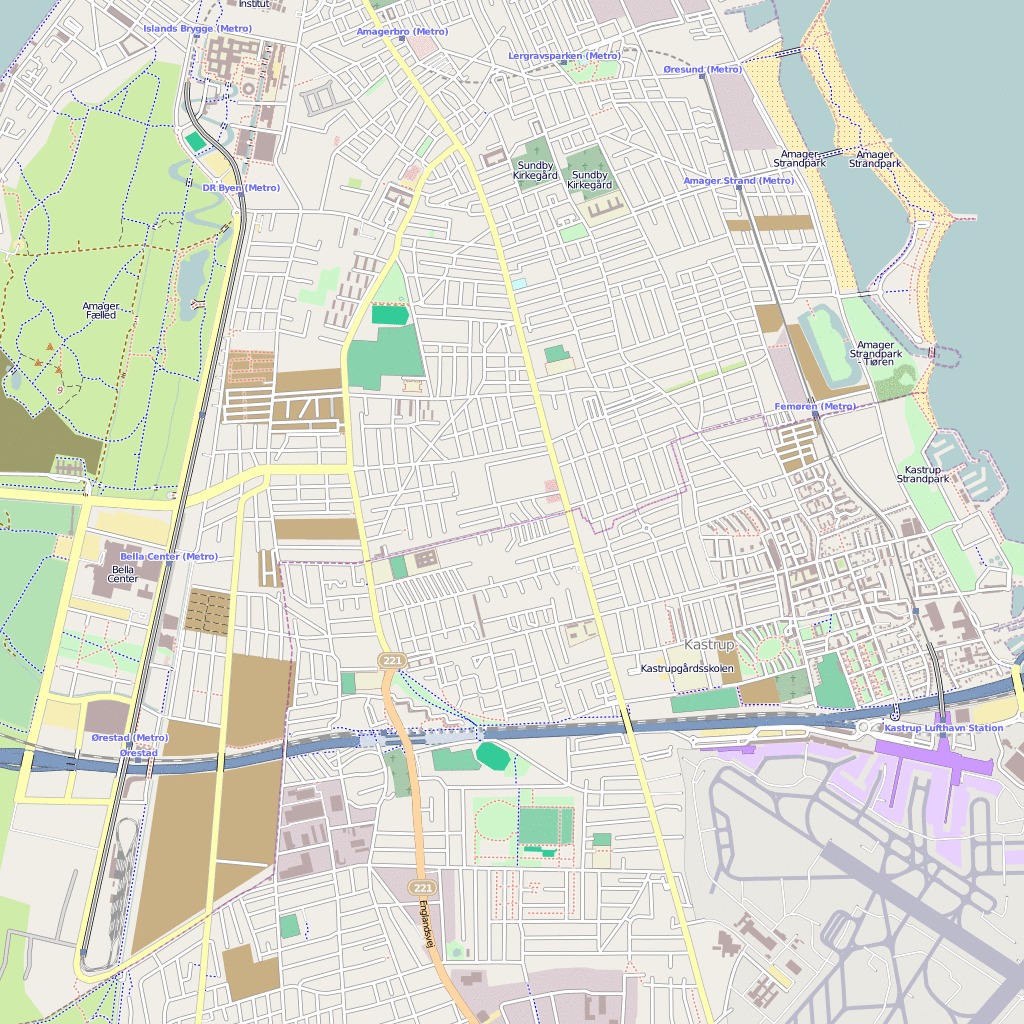 Institut
Islands Brygge (Metro)
Amagerbro (Metro)
Lergravsparken (Metro)
Øresund (Metro)
Amager
Strandpark
Amager
Strandpark
Sundby
Kirkegård
Sundby
Kirkegård
DR Byen (Metro)
Amager Strand (Metro)
Amager
Fælled
Amager
Strandpark
- Tiøren
9
Femøren (Metro)
Kastrup
Strandpark
Bella Center (Metro)
Bella
Center
Kastrup
221
Kastrupgårdsskolen
Ørestad (Metro)
Ørestad
Kastrup Lufthavn Station
221
Englandsvej